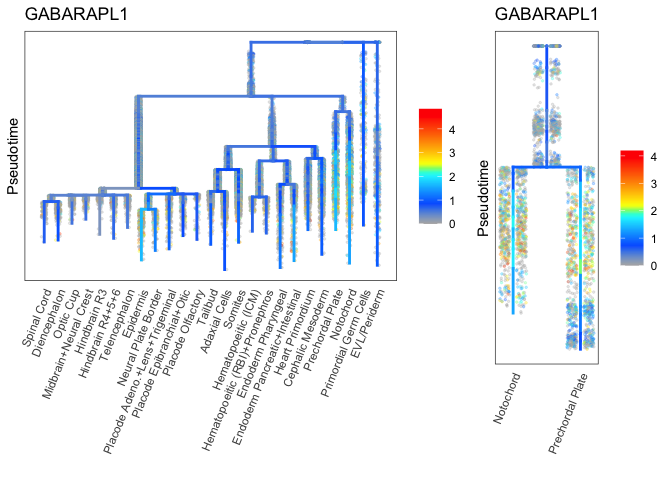 GABARAPL1
Pseudotime
4
3
2
1
0
Spinal Cord
Diencephalon
Optic Cup
Midbrain+Neural Crest
Hindbrain R3
Hindbrain R4+5+6
Telencephalon
Epidermis
Neural Plate Border
Placode Adeno.+Lens+Trigeminal
Placode Epibranchial+Otic
Placode Olfactory
Tailbud
Adaxial Cells
Somites
Hematopoeitic (ICM)
Hematopoeitic (RBI)+Pronephros
Endoderm Pharyngeal
Endoderm Pancreatic+Intestinal
Heart Primordium
Cephalic Mesoderm
Prechordal Plate
Notochord
Primordial Germ Cells
EVL/Periderm
GABARAPL1
Pseudotime
4
3
2
1
0
Notochord
Prechordal Plate